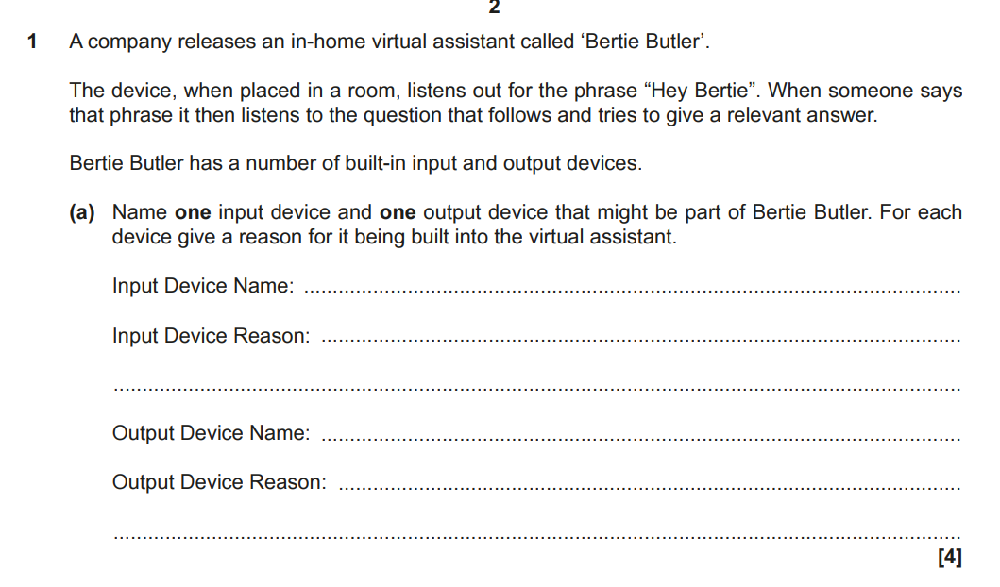 2
1 A company releases an in-home virtual assistant called ‘Bertie Butler’.
The device, when placed in a room, listens out for the phrase “Hey Bertie”. When someone says
that phrase it then listens to the question that follows and tries to give a relevant answer.
Bertie Butler has a number of built-in input and output devices.
(a) Name one input device and one output device that might be part of Bertie Butler. For each
device give a reason for it being built into the virtual assistant.
Input Device Name: ....................................................................................................................
Input Device Reason: .................................................................................................................
......................................................................................................................................................
Output Device Name: .................................................................................................................
Output Device Reason: ..............................................................................................................
......................................................................................................................................................
[4]